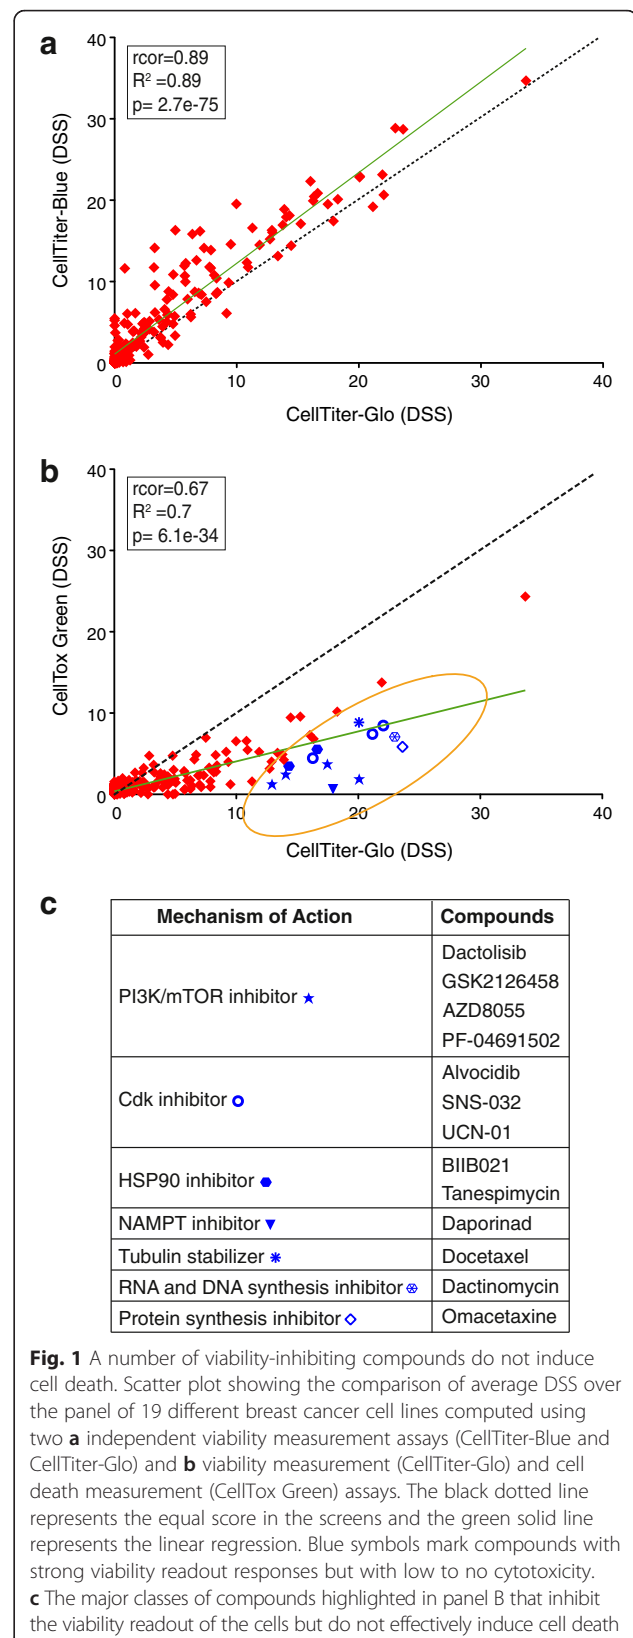 a
rcor=0.89
R² =0.89
p= 2.7e-75
CellTiter-Blue (DSS)
40
30
20
10
0
0 10 20 30 40
CellTiter-Glo (DSS)
b
rcor=0.67
R² =0.7
p= 6.1e-34
CellTox Green (DSS)
40
30
20
10
0
0 10 20 30 40
CellTiter-Glo (DSS)
c
Mechanism of Action Compounds
PI3K/mTOR inhibitor
Dactolisib
GSK2126458
AZD8055
PF-04691502
Cdk inhibitor
Alvocidib
SNS-032
UCN-01
HSP90 inhibitor
BIIB021
Tanespimycin
NAMPT inhibitor Daporinad
Tubulin stabilizer Docetaxel
RNA and DNA synthesis inhibitor Dactinomycin
Protein synthesis inhibitor Omacetaxine
Fig. 1 A number of viability-inhibiting compounds do not induce
cell death. Scatter plot showing the comparison of average DSS over
the panel of 19 different breast cancer cell lines computed using
two a independent viability measurement assays (CellTiter-Blue and
CellTiter-Glo) and b viability measurement (CellTiter-Glo) and cell
death measurement (CellTox Green) assays. The black dotted line
represents the equal score in the screens and the green solid line
represents the linear regression. Blue symbols mark compounds with
strong viability readout responses but with low to no cytotoxicity.
c The major classes of compounds highlighted in panel B that inhibit
the viability readout of the cells but do not effectively induce cell death